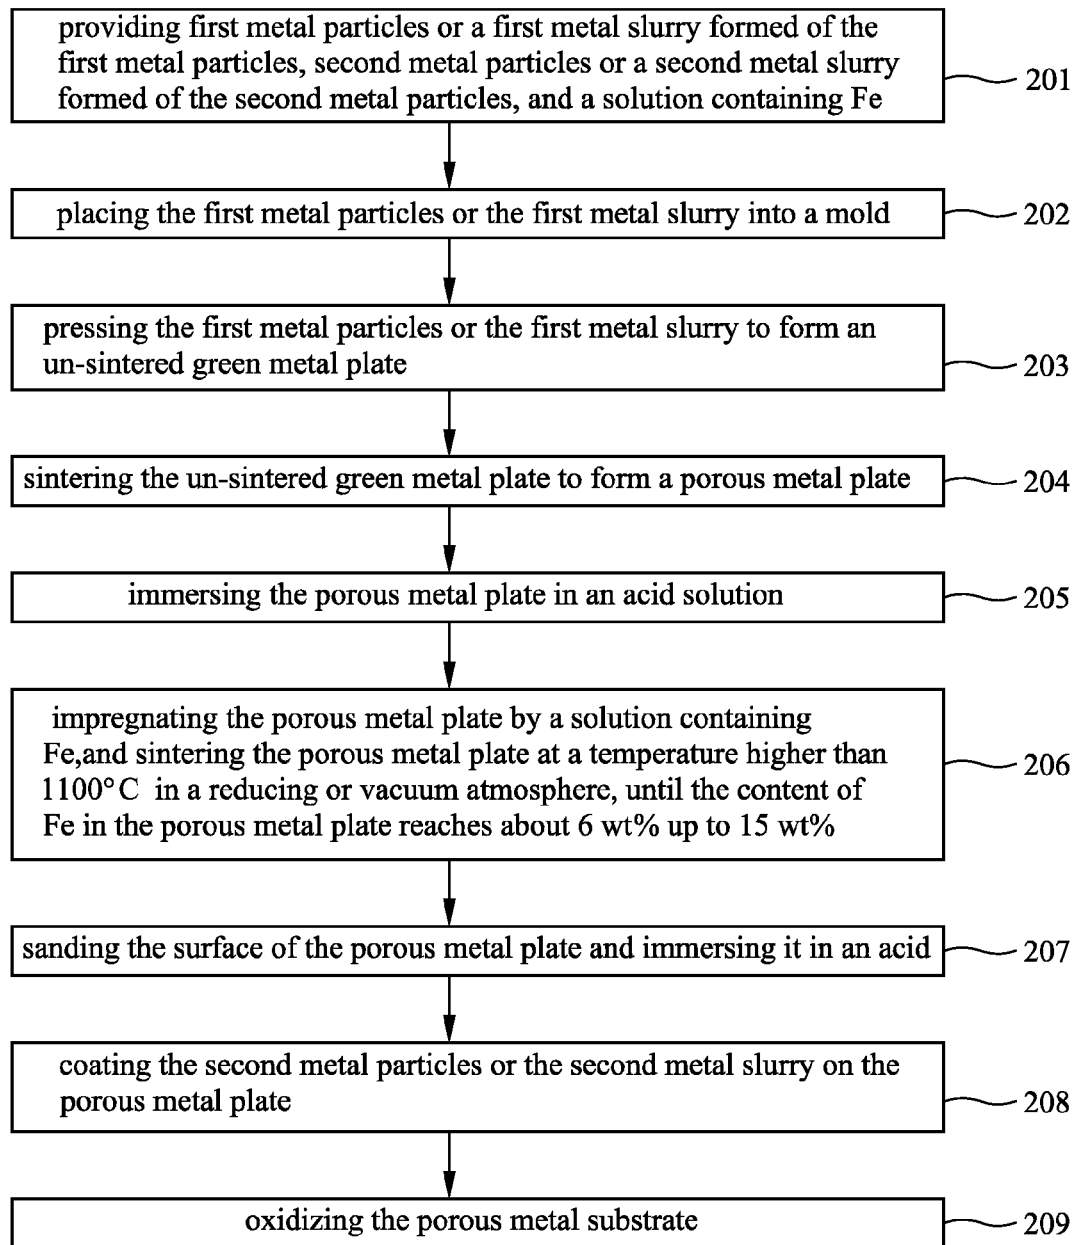 providing first metal particles or a first metal slurry formed of the
first metal particles, second metal particles or a second metal slurry
formed of the second metal particles, and a solution containing Fe
201
placing the first metal particles or the first metal slurry into a mold
202
pressing the first metal particles or the first metal slurry to form an
un-sintered green metal plate
203
sintering the un-sintered green metal plate to form a porous metal plate
204
immersing the porous metal plate in an acid solution
205
impregnating the porous metal plate by a solution containing
Fe,and sintering the porous metal plate at a temperature higher than
1100°C in a reducing or vacuum atmosphere, until the content of
Fe in the porous metal plate reaches about 6 wt% up to 15 wt%
206
sanding the surface of the porous metal plate and immersing it in an acid
207
coating the second metal particles or the second metal slurry on the
porous metal plate
208
oxidizing the porous metal substrate
209